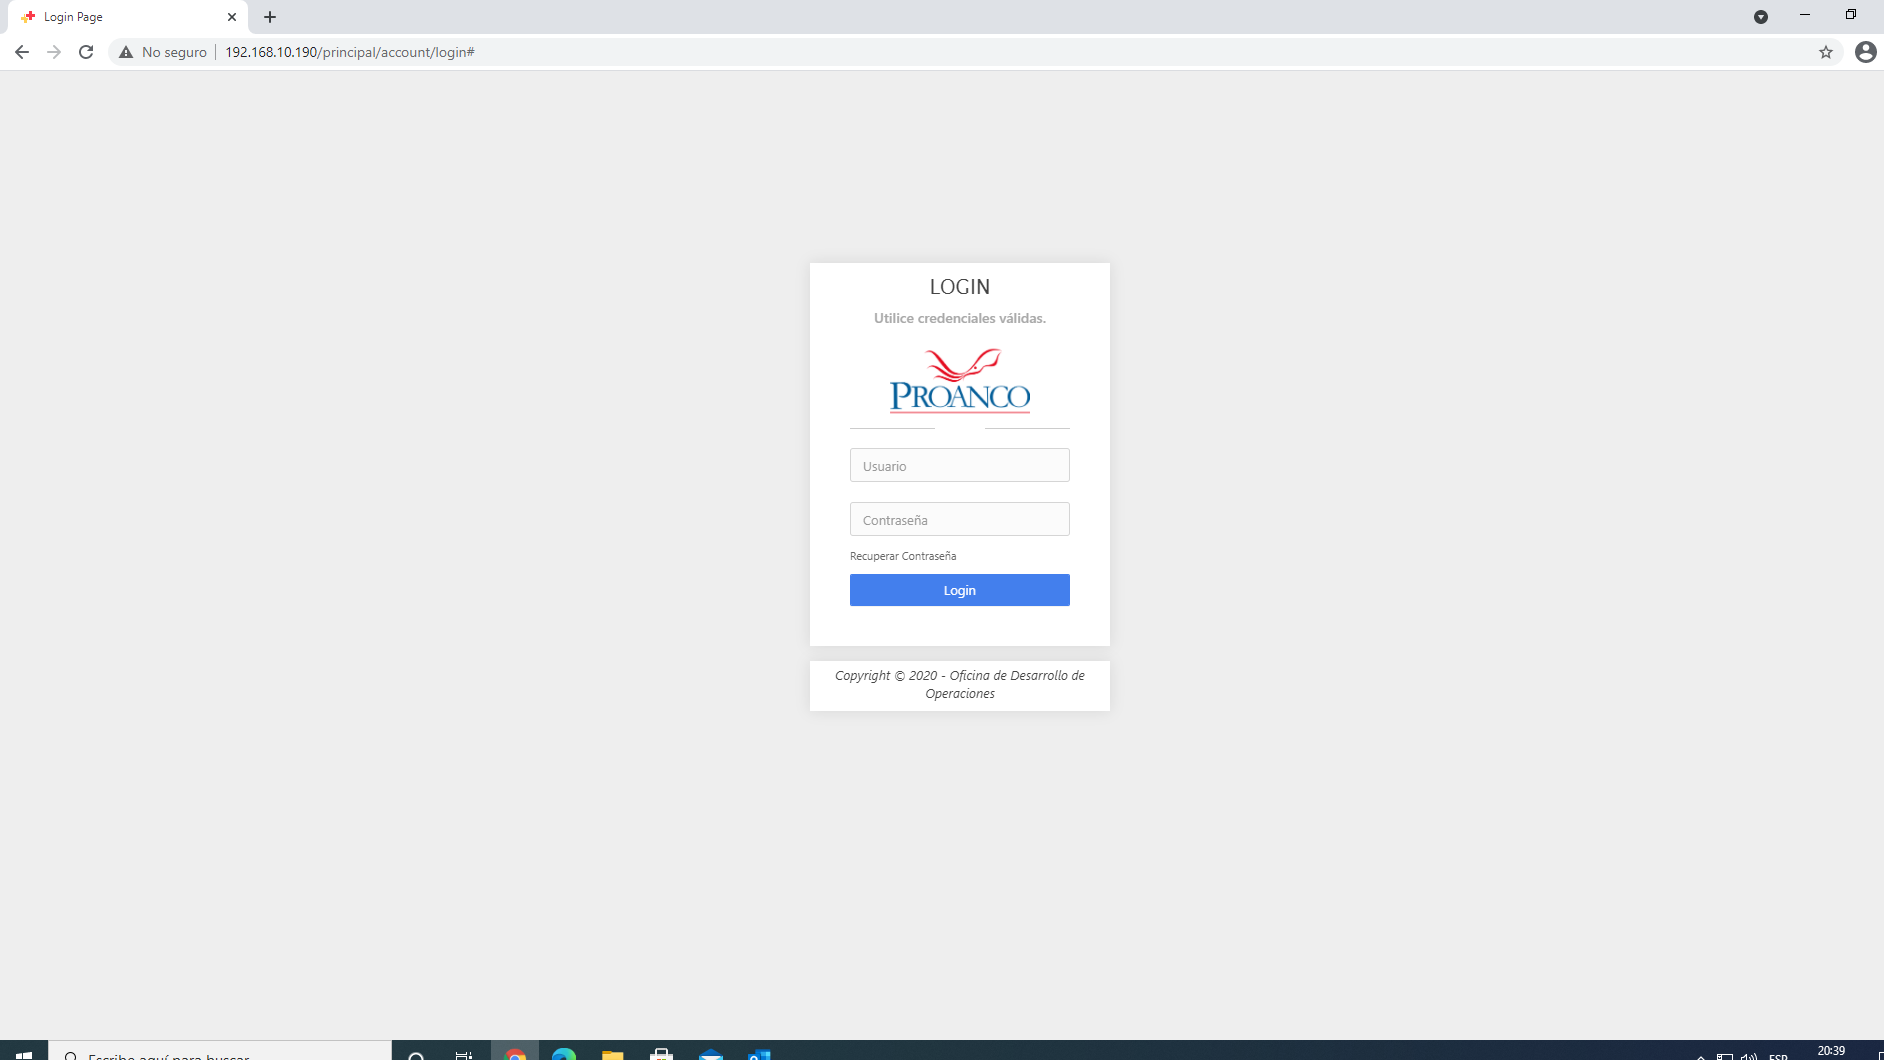 Login Page
No seguro
192.168.10.190/principal/account/login#
LOGIN
Utilice credenciales válidas.
PROANCO
Usuario
Contraseña
Recuperar Contraseña
Login
Copyright © 2020 - Oficina de Desarrollo de
Operaciones
Escribe aquí para buscar
ESP
20:39